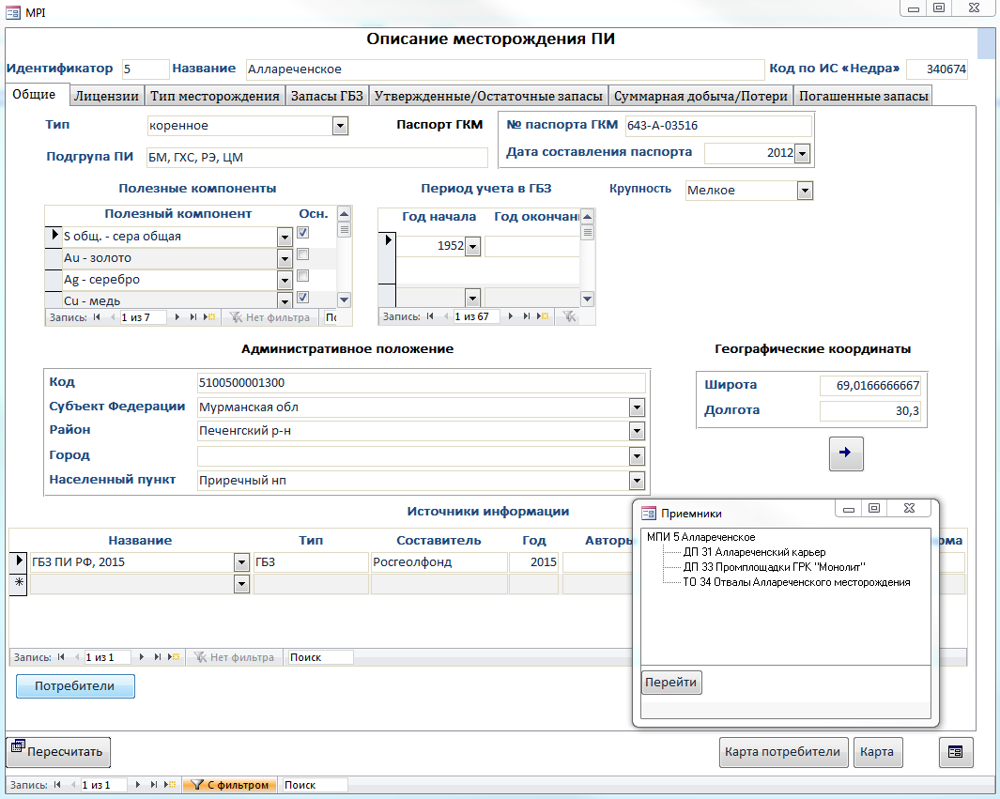 MPI
Описание месторождения ПИ
Идентификатор 5 Название Аллареченское Код по ИС «Недра» 340674
Общие Лицензии Тип месторождения Запасы ГБЗ Утвержденные/Остаточные запасы Суммарная добыча/Потери Погашенные запасы
Тип коренное Паспорт ГКМ № паспорта ГКМ 643-А-03516
Подгрупа ПИ БМ, ГХС, РЭ, ЦМ Дата составления паспорта 2012
Полезные компоненты Период учета в ГБЗ Крупность Мелкое
Полезный компонент Осн. Год начала Год окончан
S общ. - сера общая 1952
Au - золото
Ag - серебро
Cu - медь
Запись: 1 из 7 Нет фильтра По Запись: 1 из 67
Административное положение Географические координаты
Код 5100500001300 Широта 69,0166666667
Субъект Федерации Мурманская обл Долгота 30,3
Район Печенгский р-н
Город
Населенный пункт Приречный нп
Источники информации
Название Тип Составитель Год Авторы ома
ГБЗ ПИ РФ, 2015 ГБЗ Росгеолфонд 2015
*
Приемники
МПИ 5 Аллареченское
ДП 31 Аллареченский карьер
ДП 33 Промплощадки ГРК "Монолит"
ТО 34 Отвалы Аллареченского месторождения
Перейти
Запись: 1 из 1 Нет фильтра Поиск
Потребители
Пересчитать Карта потребители Карта
Запись: 1 из 1 С фильтром Поиск